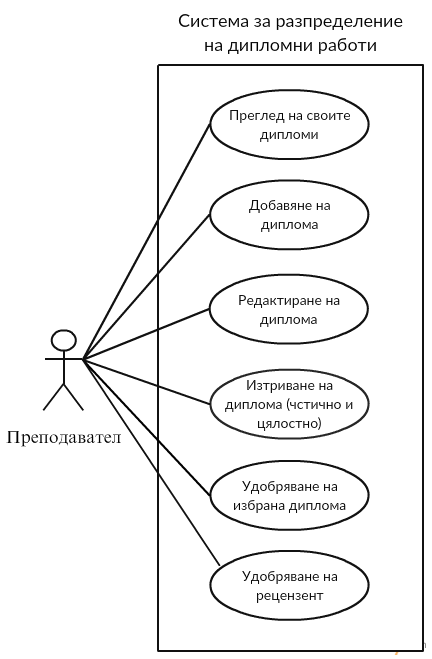 Система за разпределение
на дипломни работи
Преглед на своите
дипломи
Добавяне на
диплома
Редактиране на
диплома
Изтриване на
диплома (чстично и
цялостно)
Преподавател
Удобряване на
избрана диплома
Удобряване на
рецензент